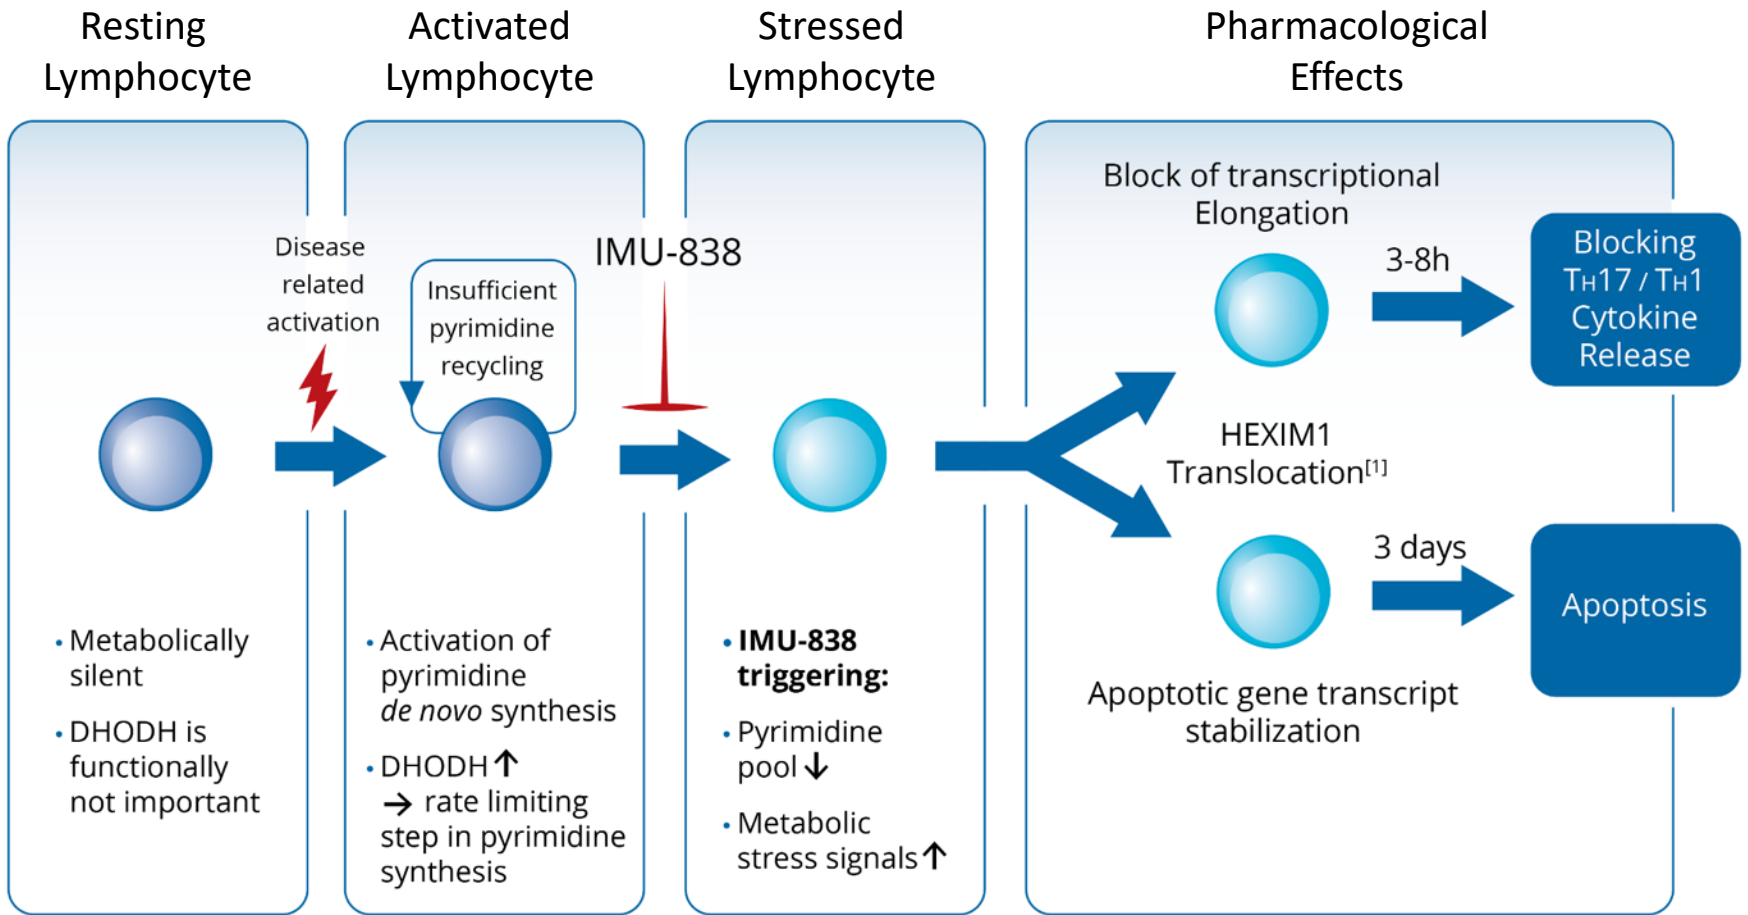 Resting
Lymphocyte
Activated
Lymphocyte
Stressed
Lymphocyte
Pharmacological
Effects
Disease
related
activation
Insufficient
pyrimidine
recycling
IMU-838
Block of transcriptional
Elongation
3-8h
Blocking
TH17 / TH1
Cytokine
Release
HEXIM1
Translocation[1]
3 days
Apoptosis
Apoptotic gene transcript
stabilization
• Metabolically
silent
• DHODH is
functionally
not important
• Activation of
pyrimidine
de novo synthesis
• DHODH ↑
→ rate limiting
step in pyrimidine
synthesis
• IMU-838
triggering:
• Pyrimidine
pool ↓
• Metabolic
stress signals ↑